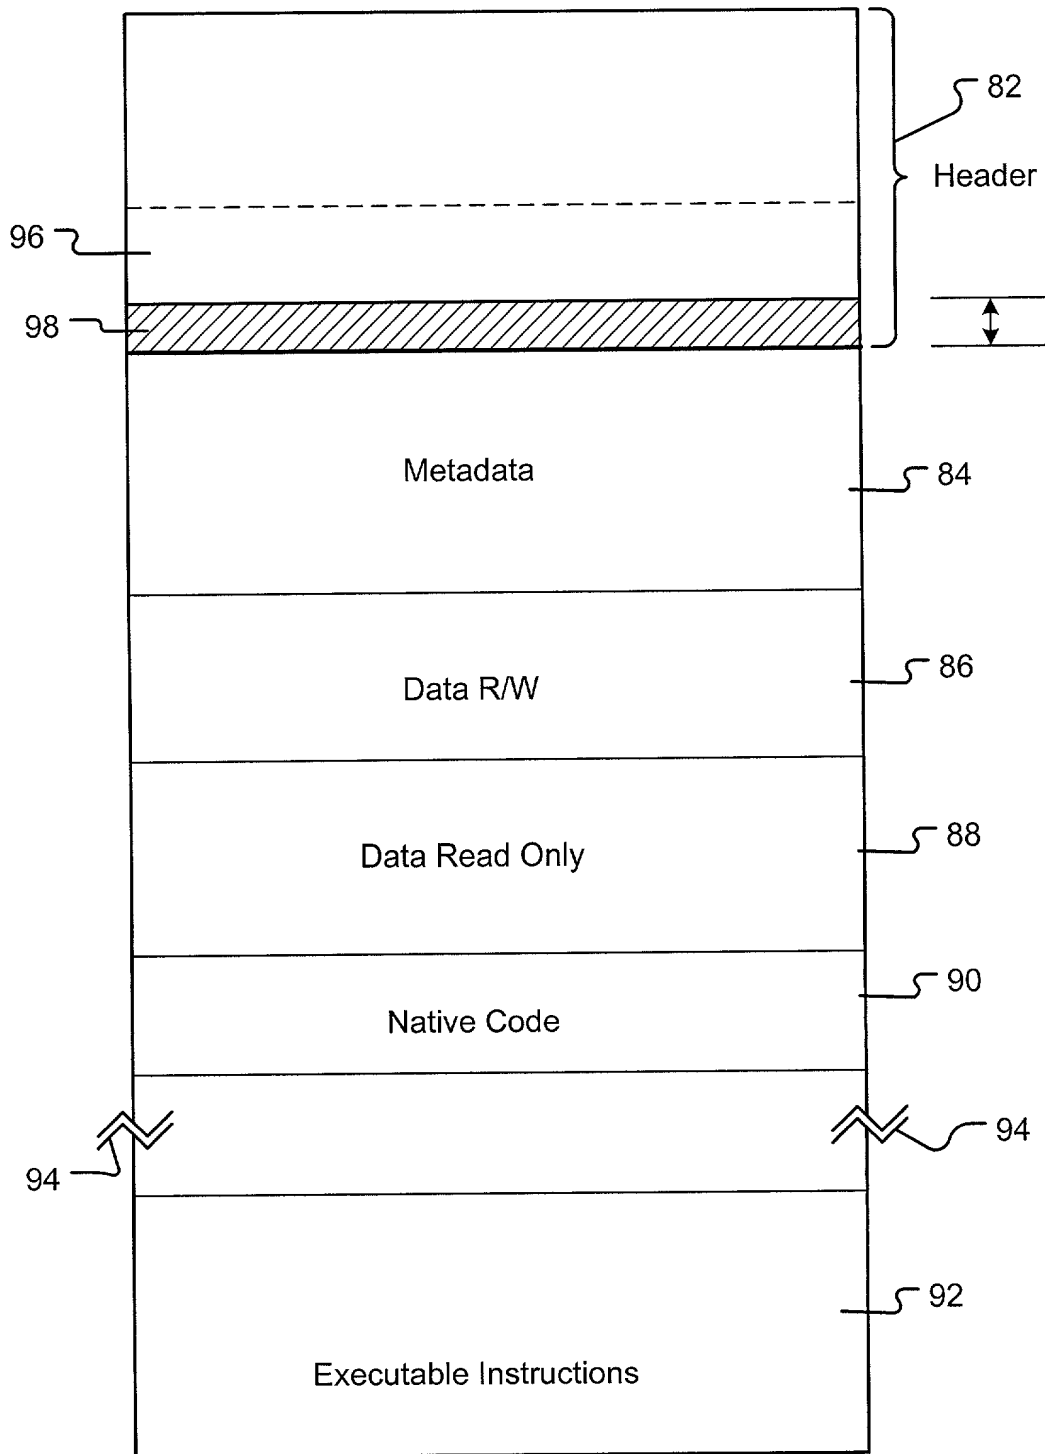 82
Header
96
98
Metadata
84
Data R/W
86
Data Read Only
88
Native Code
90
94
94
92
Executable Instructions